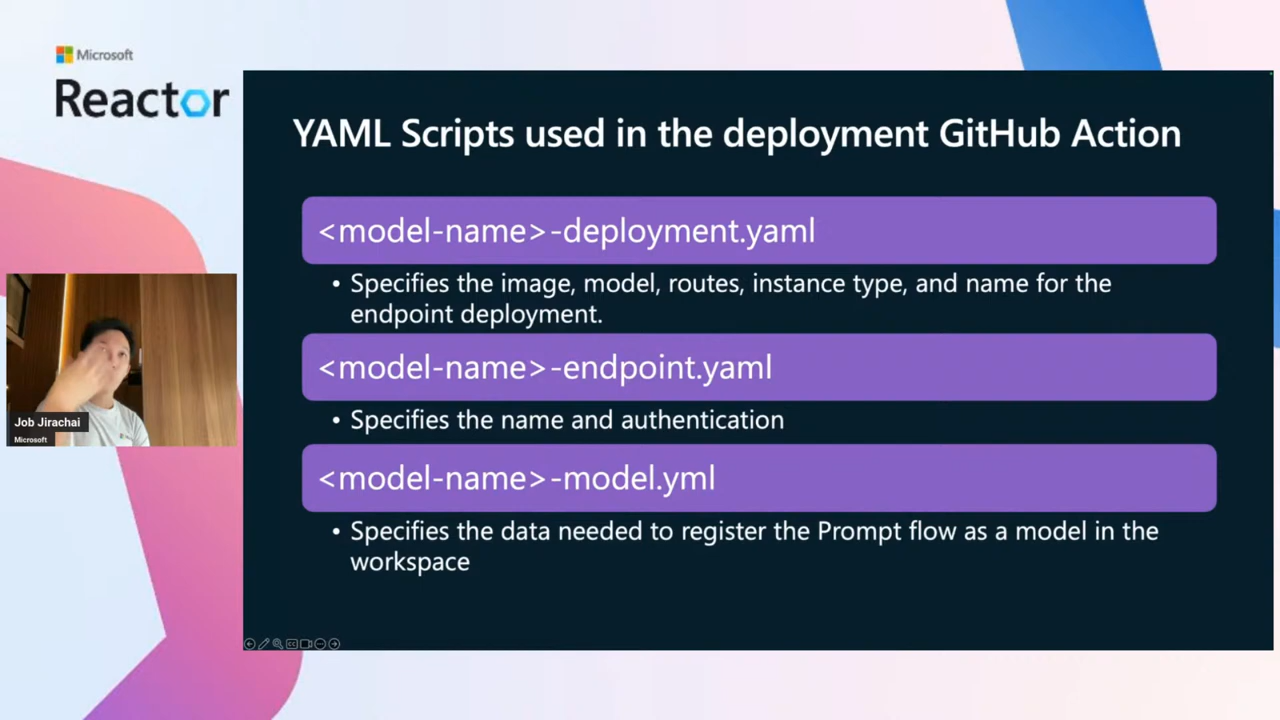 Microsoft
Reactor
YAML Scripts used in the deployment GitHub Action
<model-name>-deployment.yaml
• Specifies the image, model, routes, instance type, and name for the
endpoint deployment.
<model-name>-endpoint.yaml
• Specifies the name and authentication
<model-name>-model.yml
• Specifies the data needed to register the Prompt flow as a model in the
workspace
Job Jirachai
Microsoft